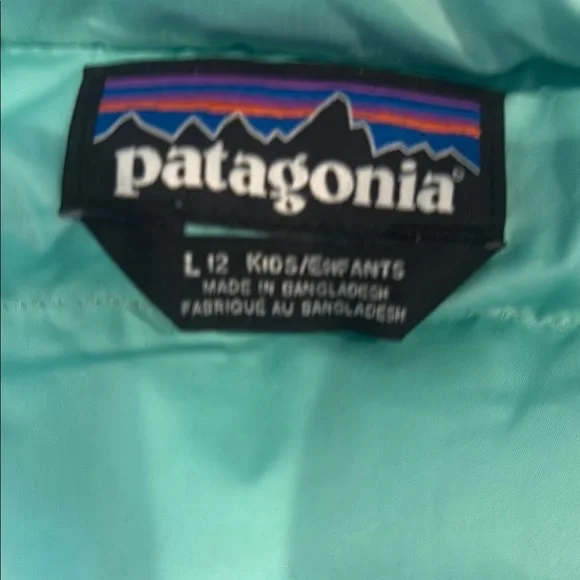 patagonia®
L 12 KIDS/ENFANTS
MADE IN BANGLADESH
FABRIQUÉ AU BANGLADESH